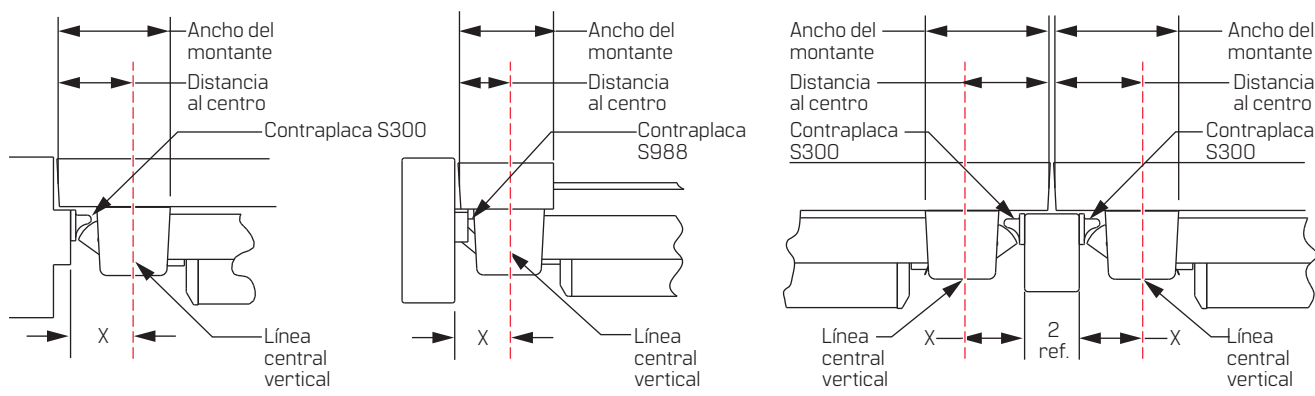 Ancho del
montante
Distancia
al centro
Contraplaca S300
X
Línea
central
vertical
Ancho del
montante
Distancia
al centro
Contraplaca
S988
X
Línea
central
vertical
Ancho del
montante
Distancia
al centro
Contraplaca
S300
Línea
central
vertical
X
2
ref.
X
Ancho del
montante
Distancia
al centro
Contraplaca
S300
Línea
central
vertical